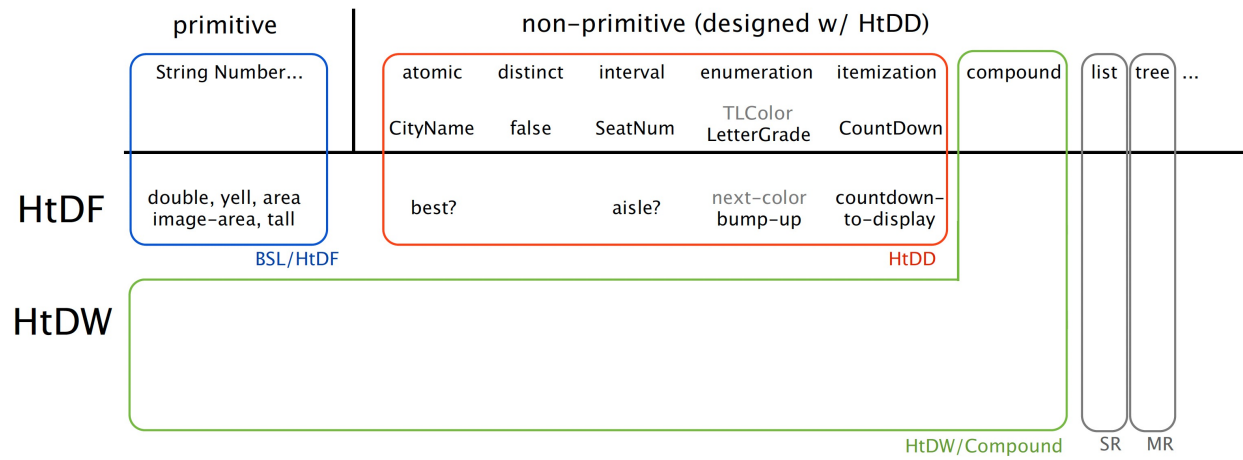 primitive
non-primitive (designed w/ HtDD)
String Number...
atomic distinct interval enumeration itemization compound list tree ...
TLColor
CityName false SeatNum LetterGrade CountDown
HtDF
double, yell, area
image-area, tall
best? aisle?
next-color
bump-up
countdown-
to-display
BSL/HtDF
HtDD
HtDW
HtDW/Compound
SR
MR